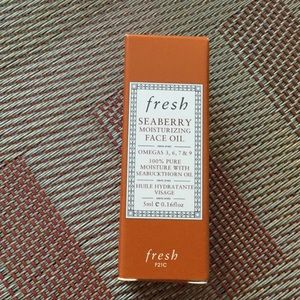 fresh
SEABERRY
MOISTURIZING
FACE OIL
OMEGAS 3, 6, 7 & 9
100% PURE
MOISTURE WITH
SEABUCKTHORN OIL
HUILE HYDRATANTE
VISAGE
5ml ℮ 0.16floz
fresh
F21C